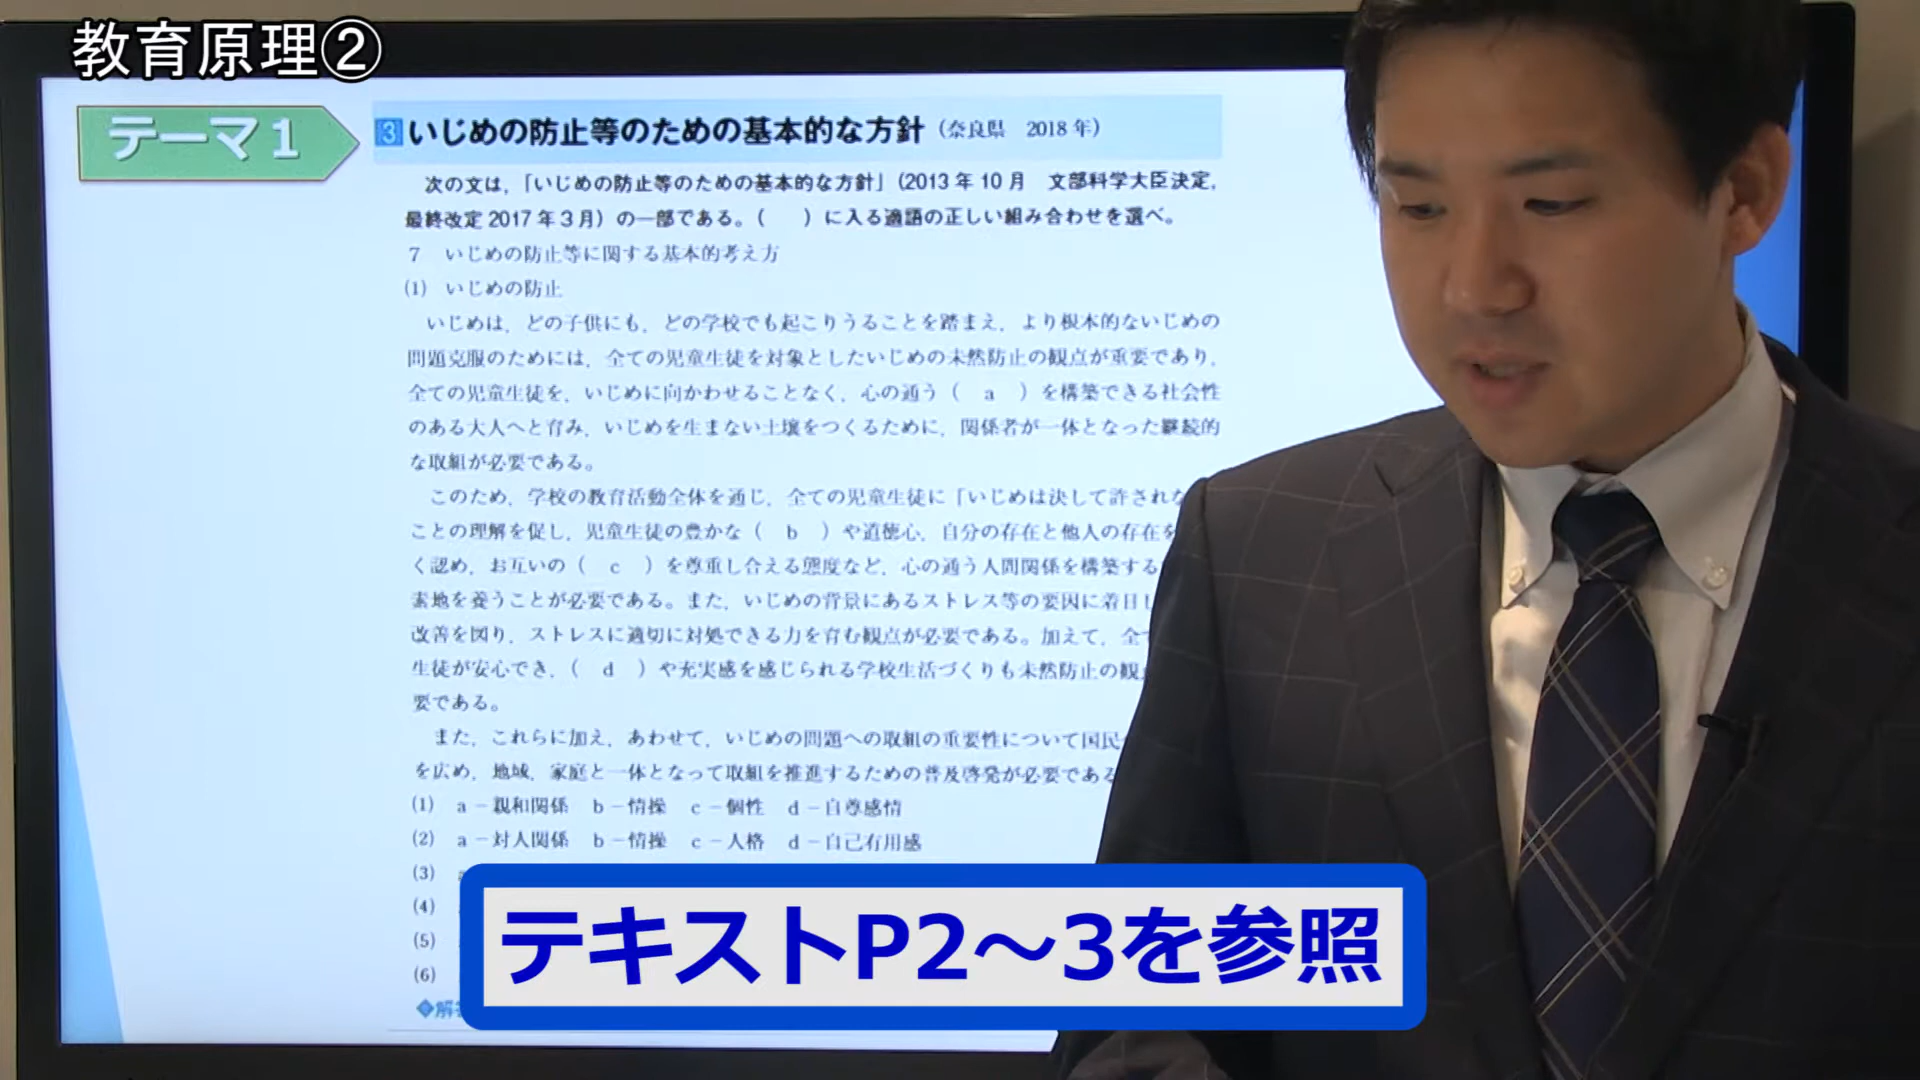 教育原理②
テーマ1
3 いじめの防止等のための基本的な方針（奈良県 2018年）
次の文は，「いじめの防止等のための基本的な方針」（2013年10月 文部科学大臣決定，
最終改定2017年3月）の一部である。（ ）に入る適語の正しい組み合わせを選べ。
7 いじめの防止等に関する基本的考え方
(1) いじめの防止
いじめは，どの子供にも，どの学校でも起こりうることを踏まえ，より根本的ないじめの
問題克服のためには，全ての児童生徒を対象としたいじめの未然防止の観点が重要であり，
全ての児童生徒を，いじめに向かわせることなく，心の通う（ a ）を構築できる社会性
のある大人へと育み，いじめを生まない土壌をつくるために，関係者が一体となった継続的
な取組が必要である。
このため，学校の教育活動全体を通じ，全ての児童生徒に「いじめは決して許されな
ことの理解を促し，児童生徒の豊かな（ b ）や道徳心，自分の存在と他人の存在を
く認め，お互いの（ c ）を尊重し合える態度など，心の通う人間関係を構築する
素地を養うことが必要である。また，いじめの背景にあるストレス等の要因に着目し
改善を図り，ストレスに適切に対処できる力を育む観点が必要である。加えて，全て
生徒が安心でき，（ d ）や充実感を感じられる学校生活づくりも未然防止の観
要である。
また，これらに加え，あわせて，いじめの問題への取組の重要性について国民
を広め，地域，家庭と一体となって取組を推進するための普及啓発が必要である
(1) a－親和関係 b－情操 c－個性 d－自尊感情
(2) a－対人関係 b－情操 c－人格 d－自己有用感
(3)
(4)
(5)
(6)
◆解
テキストP2〜3を参照